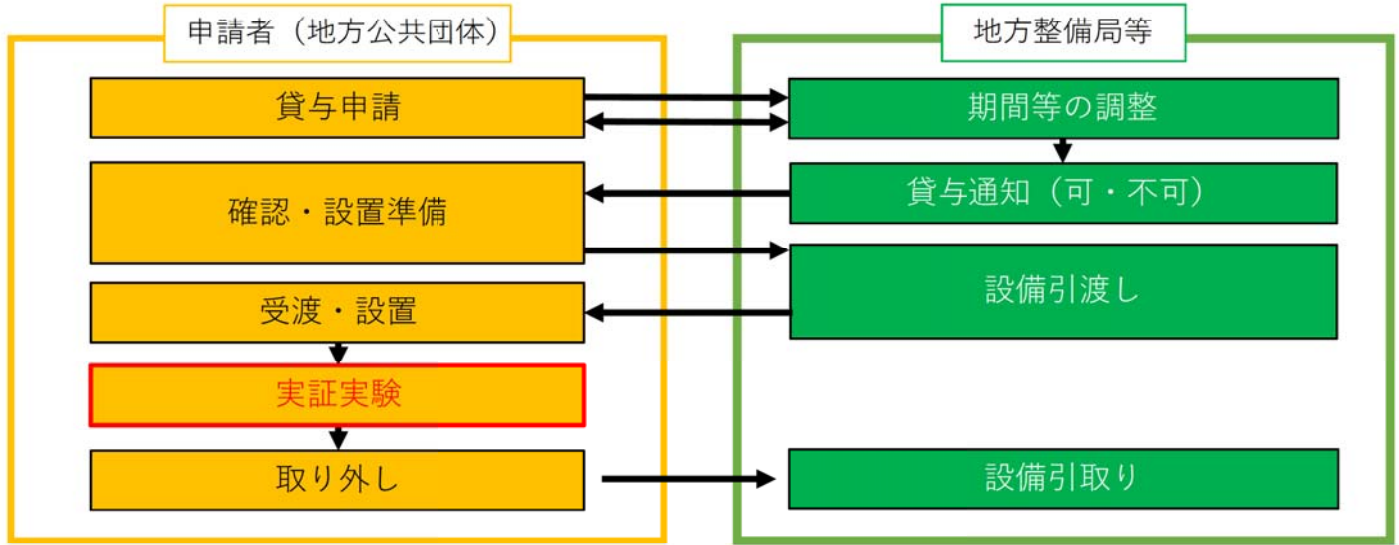 申請者（地方公共団体）
貸与申請
確認・設置準備
受渡・設置
実証実験
取り外し
地方整備局等
期間等の調整
貸与通知（可・不可）
設備引渡し
設備引取り